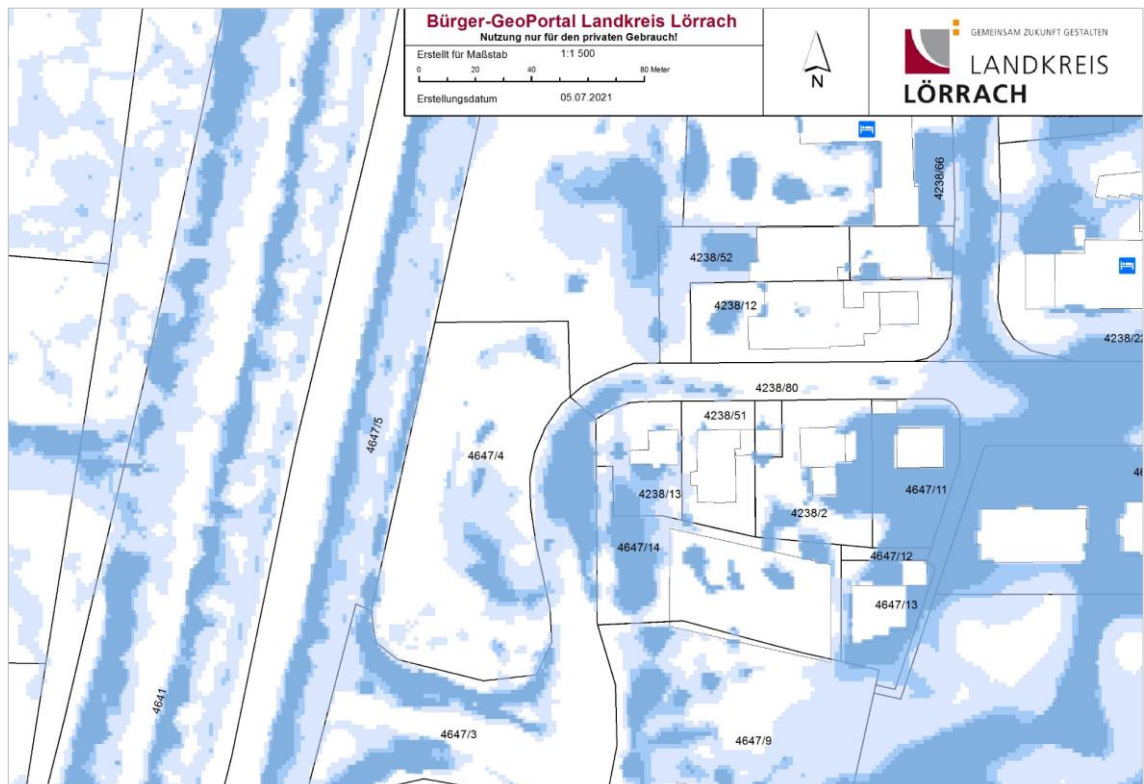 Bürger-GeoPortal Landkreis Lörrach
Nutzung nur für den privaten Gebrauch!
Erstellt für Maßstab 1:1 500
0 20 40 80 Meter
Erstellungsdatum 05.07.2021
N
GEMEINSAM ZUKUNFT GESTALTEN
LANDKREIS
LÖRRACH
4238/66
4238/52
4238/12
4238/22
4238/80
4238/51
4647/5
4647/4
4238/13
4647/11
4238/2
4647/14
4647/12
4647/13
4641
4647/3
4647/9